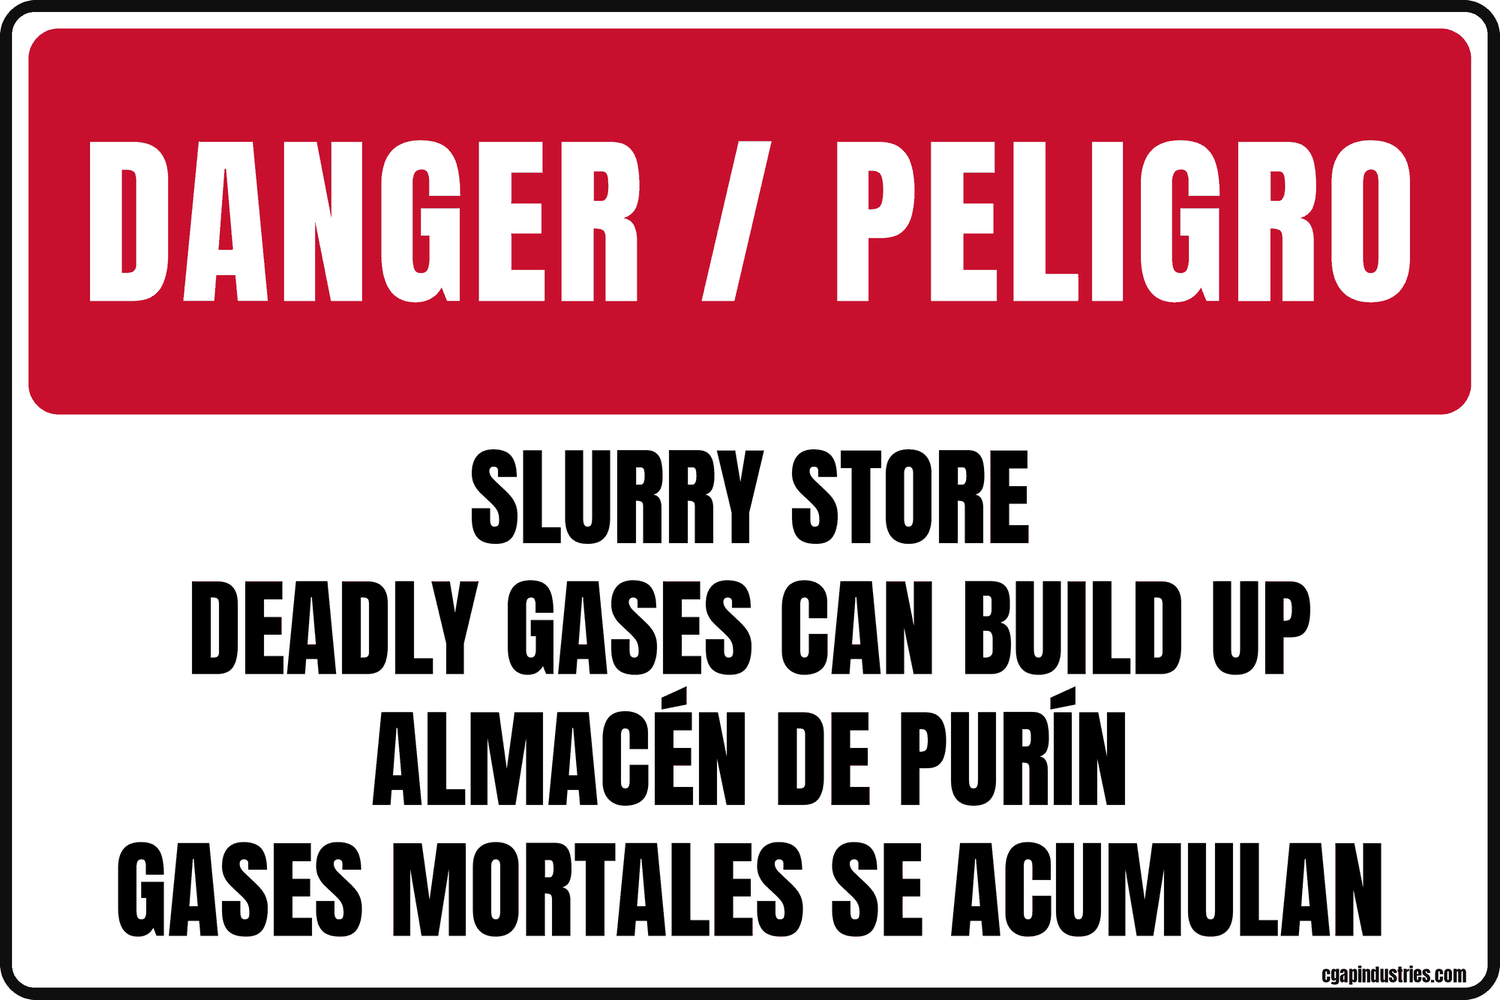 DANGER / PELIGRO
SLURRY STORE
DEADLY GASES CAN BUILD UP
ALMACÉN DE PURÍN
GASES MORTALES SE ACUMULAN
cgapindustries.com